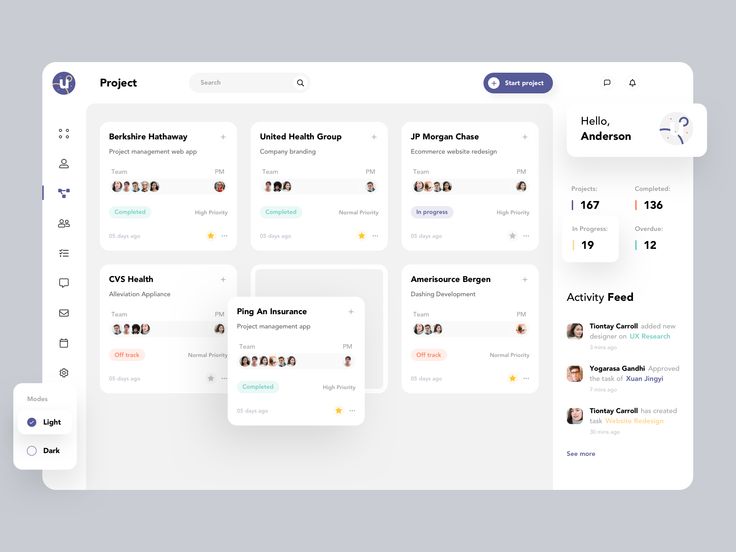 u
Project
Search
Start project
Berkshire Hathaway
Project management web app
Team PM
Completed High Priority
05 days ago
United Health Group
Company branding
Team PM
Completed Normal Priority
05 days ago
JP Morgan Chase
Ecommerce website redesign
Team PM
In progress High Priority
05 days ago
CVS Health
Alleviation Appliance
Team PM
Off track Normal Priority
05 days ago
Ping An Insurance
Project management app
Team PM
Completed High Priority
05 days ago
Amerisource Bergen
Dashing Development
Team PM
Off track Normal Priority
05 days ago
Hello,
Anderson
Projects: Completed:
167 136
In Progress: Overdue:
19 12
Activity Feed
Tiontay Carroll added new
designer on UX Research
3 mins ago
Yogarasa Gandhi Approved
the task of Xuan Jingyi
7 mins ago
Tiontay Carroll has created
task Website Redesign
30 mins ago
See more
Modes
Light
Dark